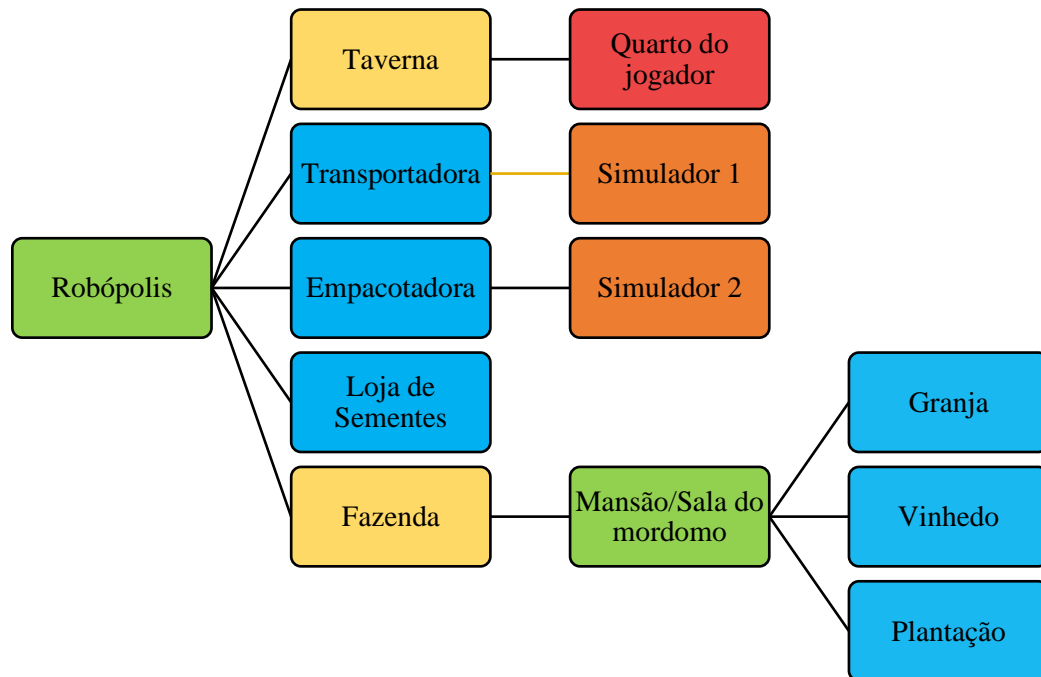 Taverna
Quarto do
jogador
Transportadora
Simulador 1
Robópolis
Empacotadora
Simulador 2
Loja de
Sementes
Granja
Fazenda
Mansão/Sala do
mordomo
Vinhedo
Plantação